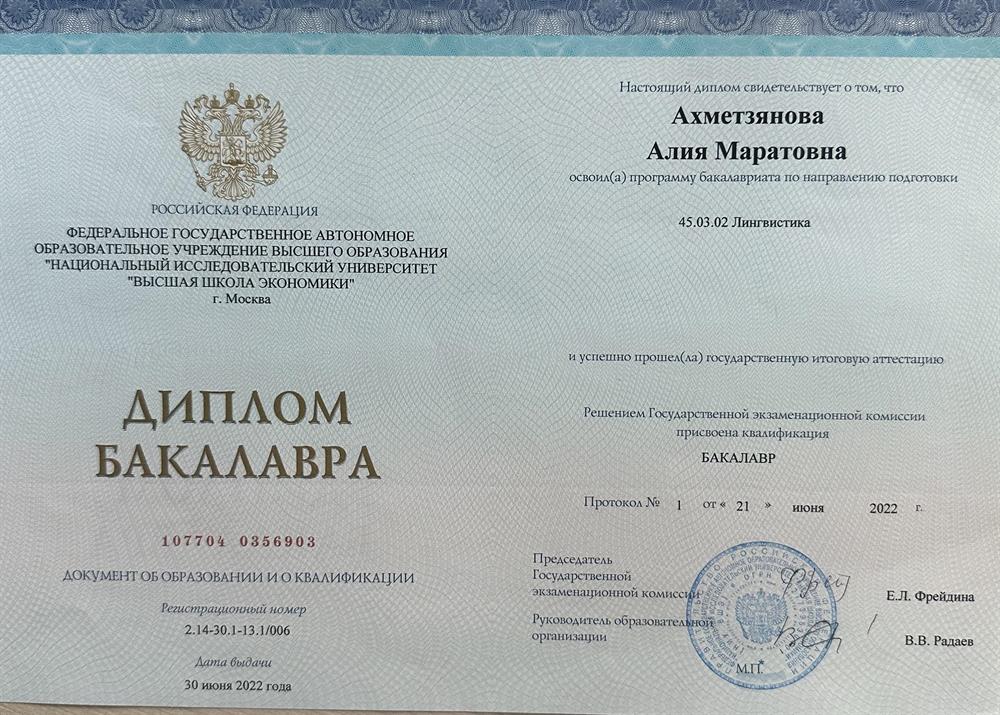 РОССИЙСКАЯ ФЕДЕРАЦИЯ
ФЕДЕРАЛЬНОЕ ГОСУДАРСТВЕННОЕ АВТОНОМНОЕ
ОБРАЗОВАТЕЛЬНОЕ УЧРЕЖДЕНИЕ ВЫСШЕГО ОБРАЗОВАНИЯ
"НАЦИОНАЛЬНЫЙ ИССЛЕДОВАТЕЛЬСКИЙ УНИВЕРСИТЕТ
"ВЫСШАЯ ШКОЛА ЭКОНОМИКИ"
г. Москва
ДИПЛОМ
БАКАЛАВРА
107704 0356903
ДОКУМЕНТ ОБ ОБРАЗОВАНИИ И О КВАЛИФИКАЦИИ
Регистрационный номер
2.14-30.1-13.1/006
Дата выдачи
30 июня 2022 года
Настоящий диплом свидетельствует о том, что
Ахметзянова
Алия Маратовна
освоил(а) программу бакалавриата по направлению подготовки
45.03.02 Лингвистика
и успешно прошел(ла) государственную итоговую аттестацию
Решением Государственной экзаменационной комиссии
присвоена квалификация
БАКАЛАВР
Протокол № 1 от « 21 » июня 2022 г.
Председатель
Государственной
экзаменационной комиссии
Е.Л. Фрейдина
Руководитель образовательной
организации
В.В. Радаев
М.П.